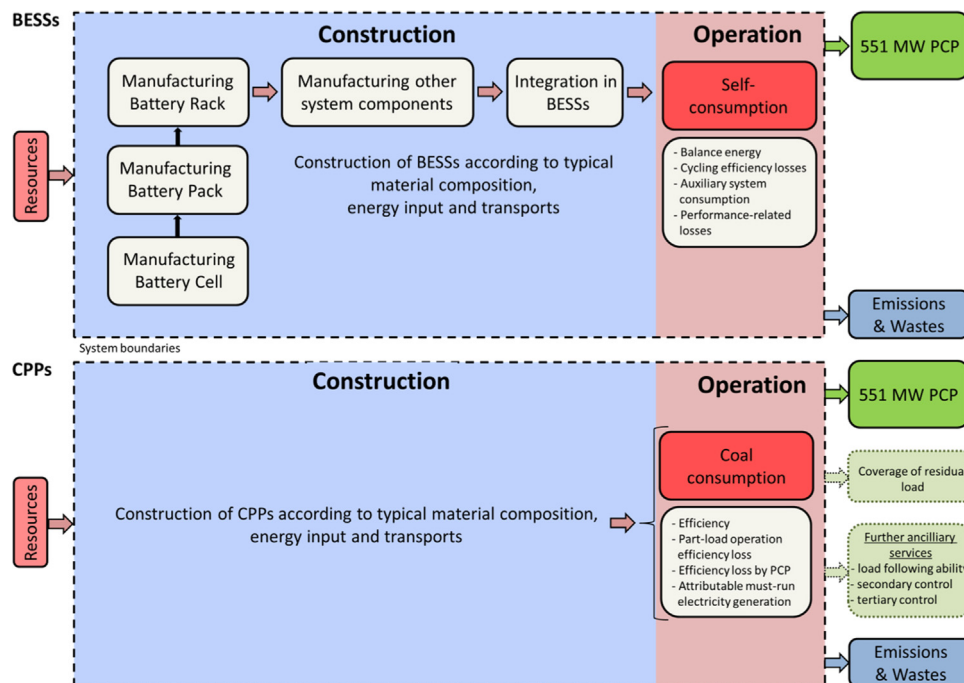 BESSs
Construction
Operation
551 MW PCP
Manufacturing
Battery Rack
Manufacturing other
system components
Integration in
BESSs
Self-
consumption
Resources
Manufacturing
Battery Pack
Construction of BESSs according to typical
material composition,
energy input and transports
- Balance energy
- Cycling efficiency losses
- Auxiliary system
consumption
- Performance-related
losses
Manufacturing
Battery Cell
Emissions
& Wastes
System boundaries
CPPs
Construction
Operation
551 MW PCP
Coal
consumption
Coverage of residual
load
Resources
Construction of CPPs according to typical material composition,
energy input and transports
- Efficiency
- Part-load operation
efficiency loss
- Efficiency loss by PCP
- Attributable must-run
electricity generation
Further ancilliary
services
- load following ability
- secondary control
- tertiary control
Emissions
& Wastes